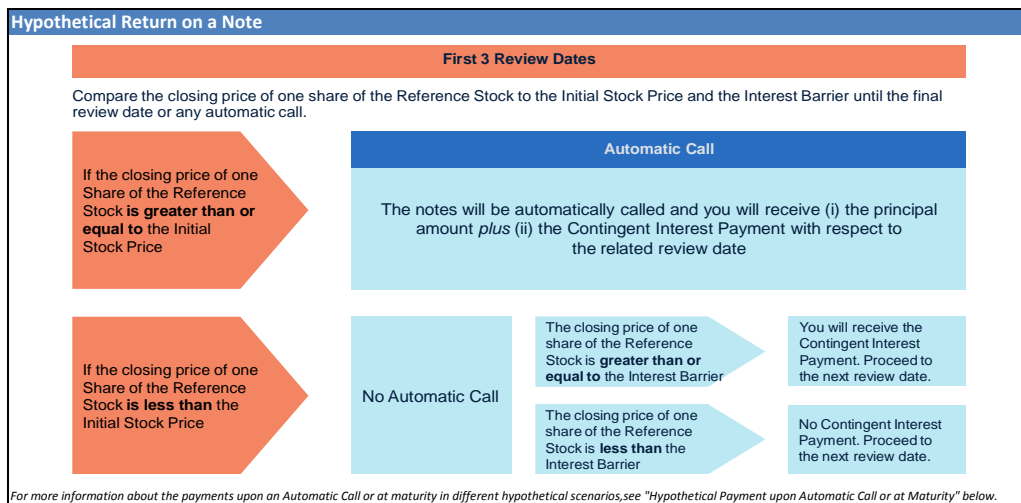 Hypothetical Return on a Note
First 3 Review Dates
Compare the closing price of one share of the Reference Stock to the Initial Stock Price and the Interest Barrier until the final
review date or any automatic call.
If the closing price of one
Share of the Reference
Stock is greater than or
equal to the Initial
Stock Price
Automatic Call
The notes will be automatically called and you will receive (i) the principal
amount plus (ii) the Contingent Interest Payment with respect to
the related review date
If the closing price of one
Share of the Reference
Stock is less than the
Initial Stock Price
No Automatic Call
The closing price of one
share of the Reference
Stock is greater than or
equal to the Interest Barrier
You will receive the
Contingent Interest
Payment. Proceed to
the next review date.
The closing price of one
share of the Reference
Stock is less than the
Interest Barrier
No Contingent Interest
Payment. Proceed to
the next review date.
For more information about the payments upon an Automatic Call or at maturity in different hypothetical scenarios,see "Hypothetical Payment upon Automatic Call or at Maturity" below.